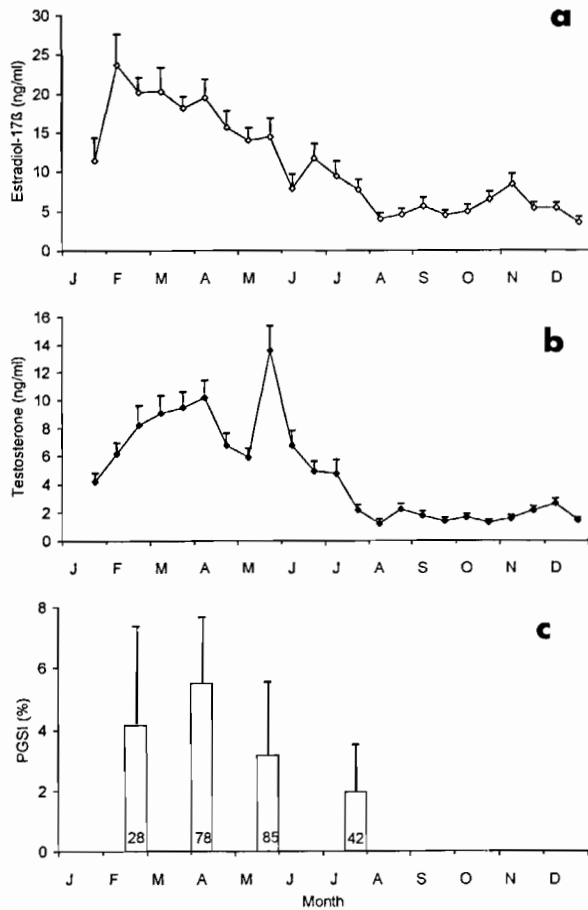 a
Estradiol-17ß (ng/ml)
30
25
20
15
10
5
0
J F M A M J J A S O N D
b
Testosterone (ng/ml)
16
14
12
10
8
6
4
2
0
J F M A M J J A S O N D
c
PGSI (%)
8
6
4
2
0
28 78 85 42
J F M A M J J A S O N D
Month